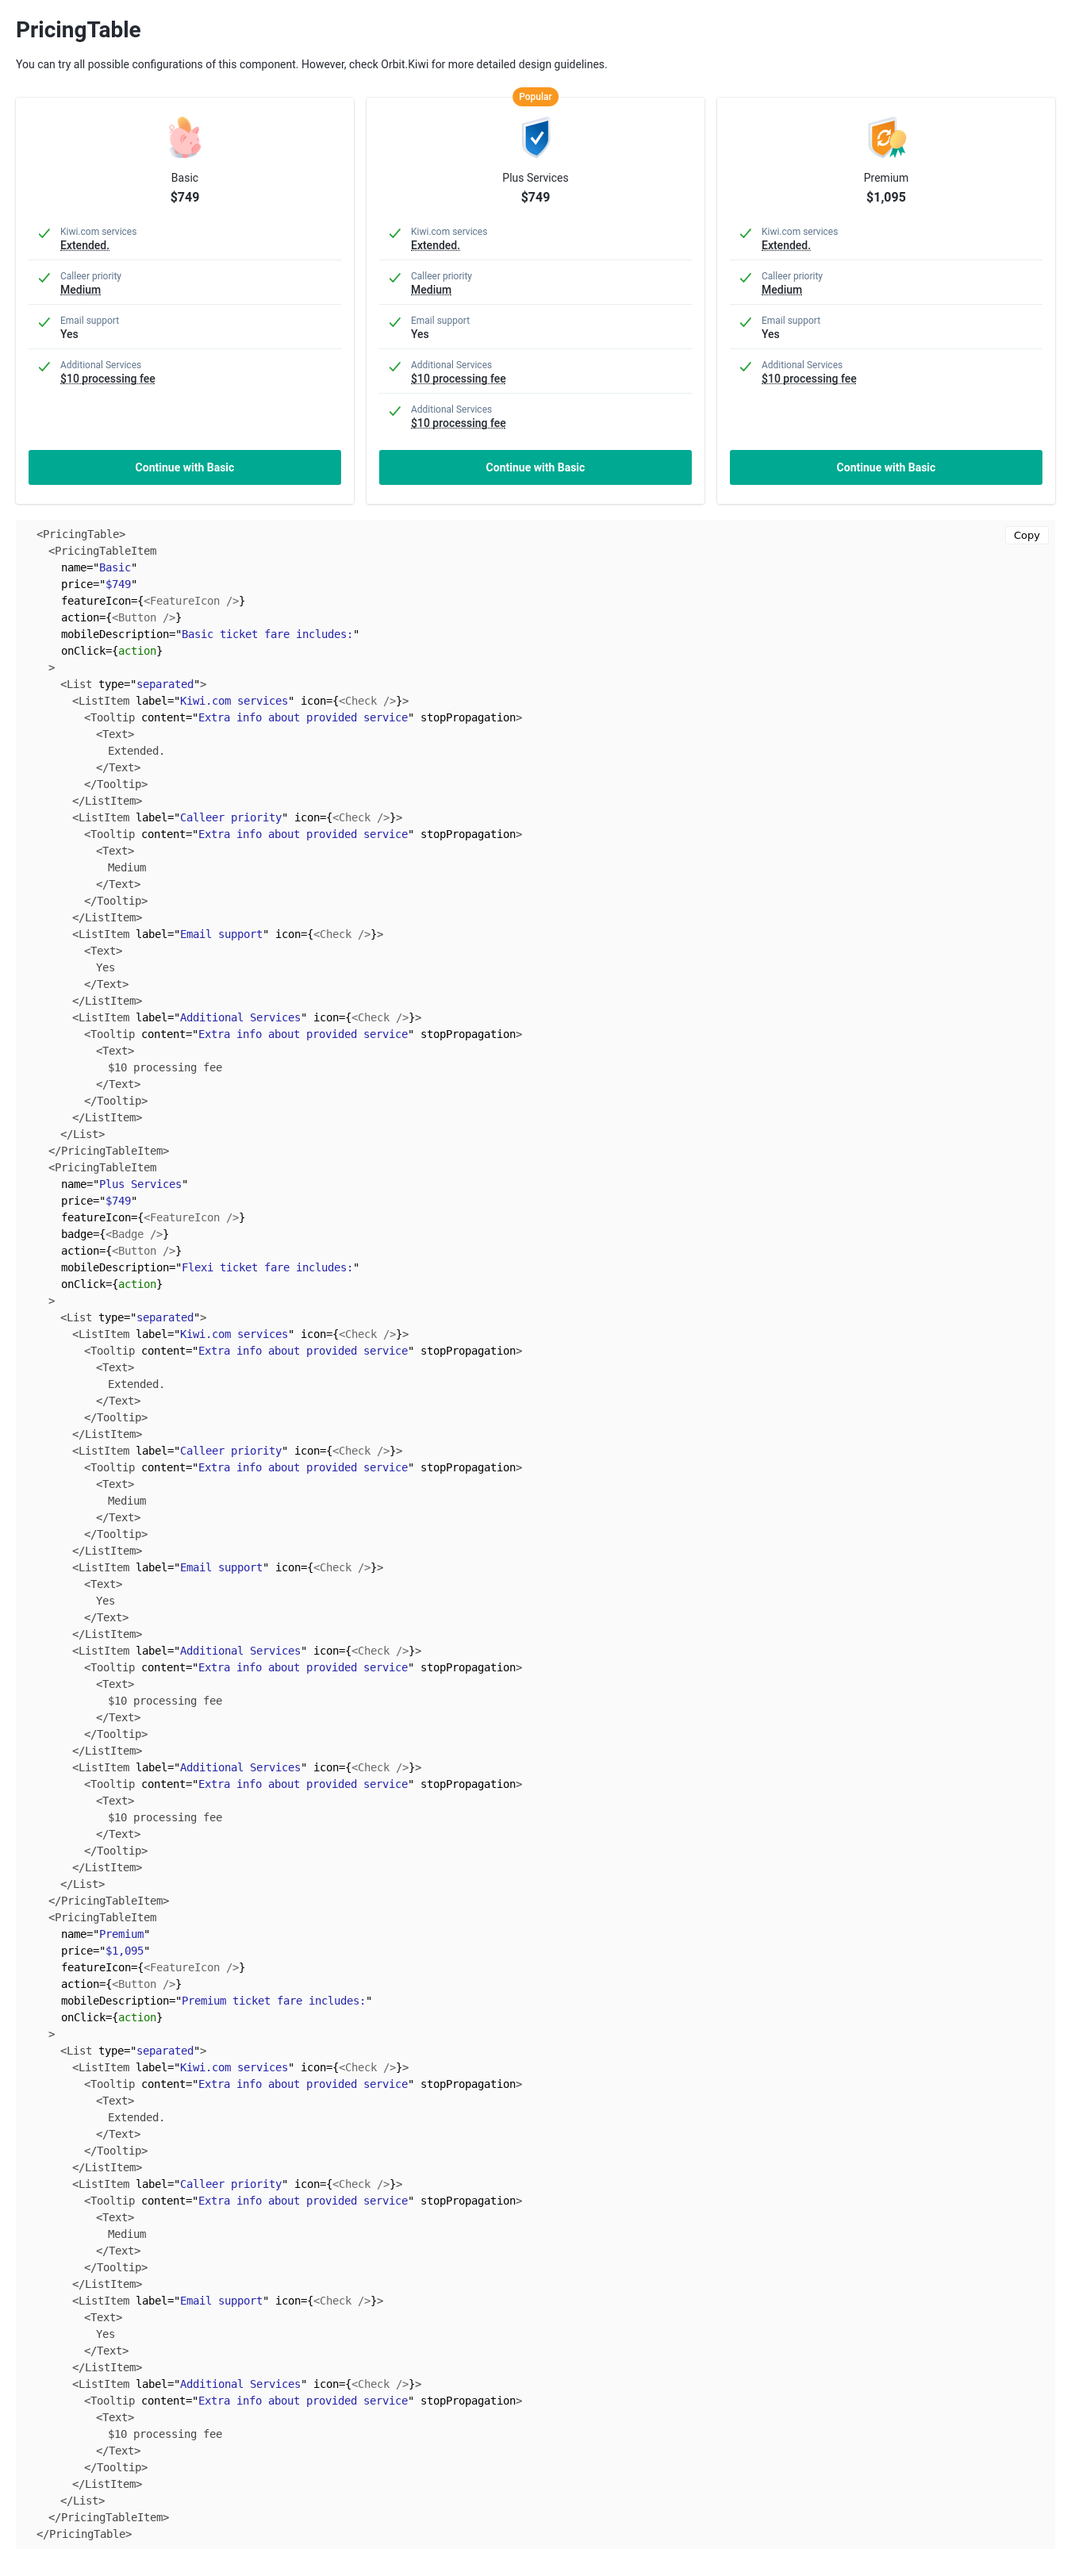 PricingTable
You can try all possible configurations of this component. However, check Orbit.Kiwi for more detailed design guidelines.
Popular
Basic
$749
Kiwi.com services
Extended.
Calleer priority
Medium
Email support
Yes
Additional Services
$10 processing fee
Continue with Basic
Plus Services
$749
Kiwi.com services
Extended.
Calleer priority
Medium
Email support
Yes
Additional Services
$10 processing fee
Additional Services
$10 processing fee
Continue with Basic
Premium
$1,095
Kiwi.com services
Extended.
Calleer priority
Medium
Email support
Yes
Additional Services
$10 processing fee
Continue with Basic
Copy
<PricingTable>
<PricingTableItem
name="Basic"
price="$749"
featureIcon={<FeatureIcon />}
action={<Button />}
mobileDescription="Basic ticket fare includes:"
onClick={action}
>
<List type="separated">
<ListItem label="Kiwi.com services" icon={<Check />}>
<Tooltip content="Extra info about provided service" stopPropagation>
<Text>
Extended.
</Text>
</Tooltip>
</ListItem>
<ListItem label="Calleer priority" icon={<Check />}>
<Tooltip content="Extra info about provided service" stopPropagation>
<Text>
Medium
</Text>
</Tooltip>
</ListItem>
<ListItem label="Email support" icon={<Check />}>
<Text>
Yes
</Text>
</ListItem>
<ListItem label="Additional Services" icon={<Check />}>
<Tooltip content="Extra info about provided service" stopPropagation>
<Text>
$10 processing fee
</Text>
</Tooltip>
</ListItem>
</List>
</PricingTableItem>
<PricingTableItem
name="Plus Services"
price="$749"
featureIcon={<FeatureIcon />}
badge={<Badge />}
action={<Button />}
mobileDescription="Flexi ticket fare includes:"
onClick={action}
>
<List type="separated">
<ListItem label="Kiwi.com services" icon={<Check />}>
<Tooltip content="Extra info about provided service" stopPropagation>
<Text>
Extended.
</Text>
</Tooltip>
</ListItem>
<ListItem label="Calleer priority" icon={<Check />}>
<Tooltip content="Extra info about provided service" stopPropagation>
<Text>
Medium
</Text>
</Tooltip>
</ListItem>
<ListItem label="Email support" icon={<Check />}>
<Text>
Yes
</Text>
</ListItem>
<ListItem label="Additional Services" icon={<Check />}>
<Tooltip content="Extra info about provided service" stopPropagation>
<Text>
$10 processing fee
</Text>
</Tooltip>
</ListItem>
<ListItem label="Additional Services" icon={<Check />}>
<Tooltip content="Extra info about provided service" stopPropagation>
<Text>
$10 processing fee
</Text>
</Tooltip>
</ListItem>
</List>
</PricingTableItem>
<PricingTableItem
name="Premium"
price="$1,095"
featureIcon={<FeatureIcon />}
action={<Button />}
mobileDescription="Premium ticket fare includes:"
onClick={action}
>
<List type="separated">
<ListItem label="Kiwi.com services" icon={<Check />}>
<Tooltip content="Extra info about provided service" stopPropagation>
<Text>
Extended.
</Text>
</Tooltip>
</ListItem>
<ListItem label="Calleer priority" icon={<Check />}>
<Tooltip content="Extra info about provided service" stopPropagation>
<Text>
Medium
</Text>
</Tooltip>
</ListItem>
<ListItem label="Email support" icon={<Check />}>
<Text>
Yes
</Text>
</ListItem>
<ListItem label="Additional Services" icon={<Check />}>
<Tooltip content="Extra info about provided service" stopPropagation>
<Text>
$10 processing fee
</Text>
</Tooltip>
</ListItem>
</List>
</PricingTableItem>
</PricingTable>